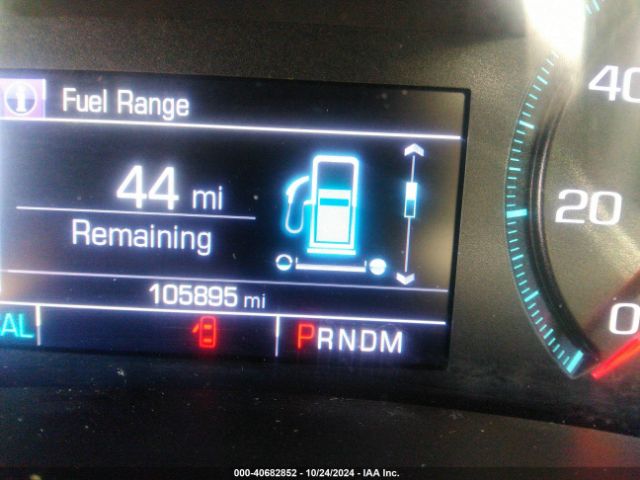 Fuel Range
44 mi
Remaining
105895 mi
AL
PRNDM
40
20
0
000-40682852 - 10/24/2024 - IAA Inc.